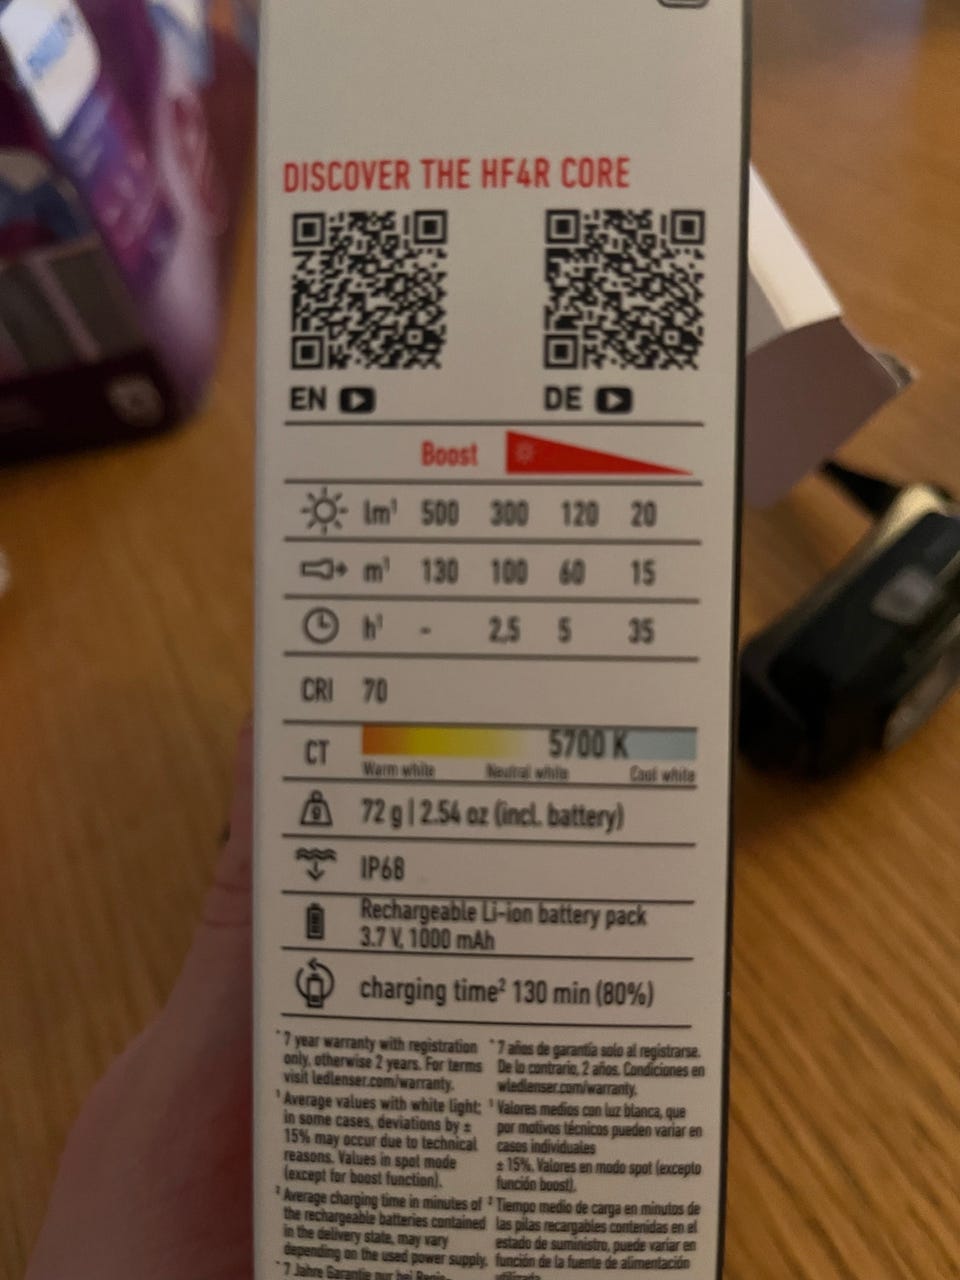 DISCOVER THE HF4R CORE
EN DE
Boost
lm¹ 500 300 120 20
m¹ 130 100 60 15
h¹ - 2,5 5 35
CRI 70
CT 5700 K
Warm white Neutral white Cool white
72 g | 2.54 oz (incl. battery)
IP68
Rechargeable Li-ion battery pack
3.7 V, 1000 mAh
charging time² 130 min (80%)
* 7 year warranty with registration
only, otherwise 2 years. For terms
visit ledlenser.com/warranty.
¹ Average values with white light;
in some cases, deviations by ±
15% may occur due to technical
reasons. Values in spot mode
(except for boost function).
² Average charging time in minutes of
the rechargeable batteries contained
in the delivery state, may vary
depending on the used power supply.
* 7 Jahre Garantie nur bei Regis-
* 7 años de garantía solo al registrarse.
De lo contrario, 2 años. Condiciones en
wledlenser.com/warranty.
¹ Valores medios con luz blanca, que
por motivos técnicos pueden variar en
casos individuales
± 15%. Valores en modo spot (excepto
función boost).
² Tiempo medio de carga en minutos de
las pilas recargables contenidas en el
estado de suministro, puede variar en
función de la fuente de alimentación
utilizada.